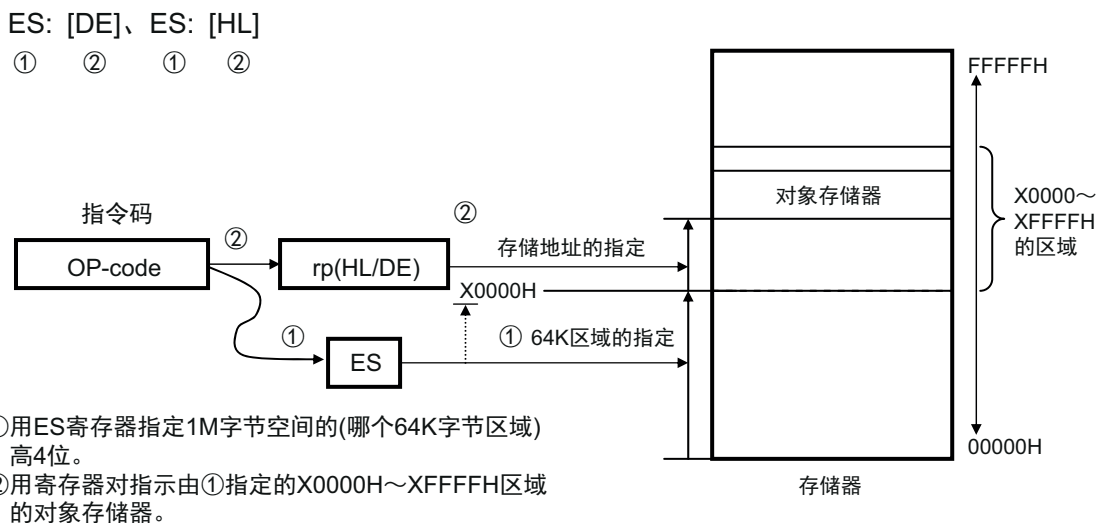 ES: [DE]、ES: [HL]
① ② ① ②
FFFFFH
对象存储器
X0000～
XFFFFH
的区域
指令码
②
②
OP-code
rp(HL/DE)
存储地址的指定
X0000H
①
① 64K区域的指定
ES
00000H
存储器
①用ES寄存器指定1M字节空间的(哪个64K字节区域)
高4位。
②用寄存器对指示由①指定的X0000H～XFFFFH区域
的对象存储器。